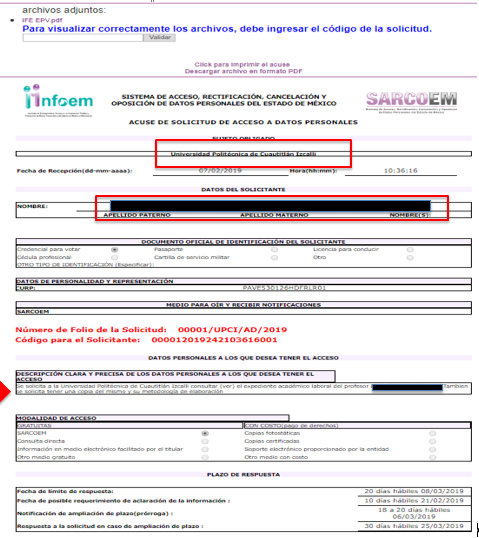 archivos adjuntos:
IFE EPV.pdf
Para visualizar correctamente los archivos, debe ingresar el código de la solicitud.
Validar
Click para imprimir el acuse
Descargar archivo en formato PDF
infoem
SISTEMA DE ACCESO, RECTIFICACIÓN, CANCELACIÓN Y
OPOSICIÓN DE DATOS PERSONALES DEL ESTADO DE MÉXICO
SARCOEM
ACUSE DE SOLICITUD DE ACCESO A DATOS PERSONALES
SUJETO OBLIGADO
Universidad Politécnica de Cuautitlán Izcalli
Fecha de Recepción(dd-mm-aaaa): 07/02/2019 Hora(hh:mm): 10:36:16
DATOS DEL SOLICITANTE
NOMBRE:
APELLIDO PATERNO APELLIDO MATERNO NOMBRE(S)
DOCUMENTO OFICIAL DE IDENTIFICACIÓN DEL SOLICITANTE
Credencial para votar Pasaporte Licencia para conducir
Cédula profesional Cartilla de servicio militar Otro
OTRO TIPO DE IDENTIFICACIÓN (Especificar):
DATOS DE PERSONALIDAD Y REPRESENTACIÓN
CURP: PAVE530126HDFRLR01
MEDIO PARA OÍR Y RECIBIR NOTIFICACIONES
SARCOEM
Número de Folio de la Solicitud: 00001/UPCI/AD/2019
Código para el Solicitante: 000012019242103616001
DATOS PERSONALES A LOS QUE DESEA TENER EL ACCESO
DESCRIPCIÓN CLARA Y PRECISA DE LOS DATOS PERSONALES A LOS QUE DESEA TENER EL
ACCESO
Se solicita a la Universidad Politécnica de Cuautitlán Izcalli consultar (ver) el expediente académico laboral del profesor Tambien
se solicita tener una copia del mismo y su metodología de elaboración
MODALIDAD DE ACCESO
GRATUITAS CON COSTO(pago de derechos)
SARCOEM Copias fotostáticas
Consulta directa Copias certificadas
Información en medio electrónico facilitado por el titular Soporte electrónico proporcionado por la entidad
Otro medio gratuito Otro medio con costo
PLAZO DE RESPUESTA
Fecha de límite de respuesta: 20 días hábiles 08/03/2019
Fecha de posible requerimiento de aclaración de la información : 10 días hábiles 21/02/2019
Notificación de ampliación de plazo(prórroga) : 18 a 20 días hábiles
06/03/2019
Respuesta a la solicitud en caso de ampliación de plazo : 30 días hábiles 25/03/2019